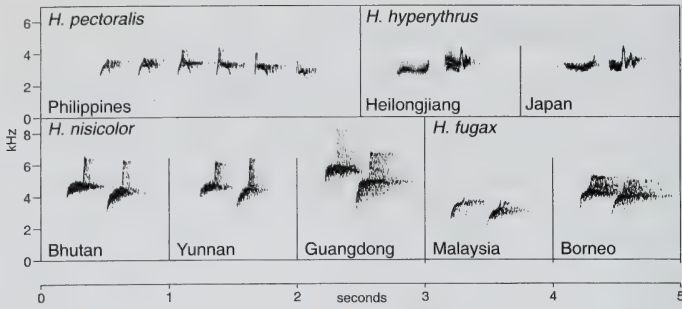 H. pectoralis
H. hyperythrus
6
4
2
0
Philippines
Heilongjiang
Japan
kHz
H. nisicolor
H. fugax
8
6
4
2
0
Bhutan
Yunnan
Guangdong
Malaysia
Borneo
0 1 2 seconds 3 4 5